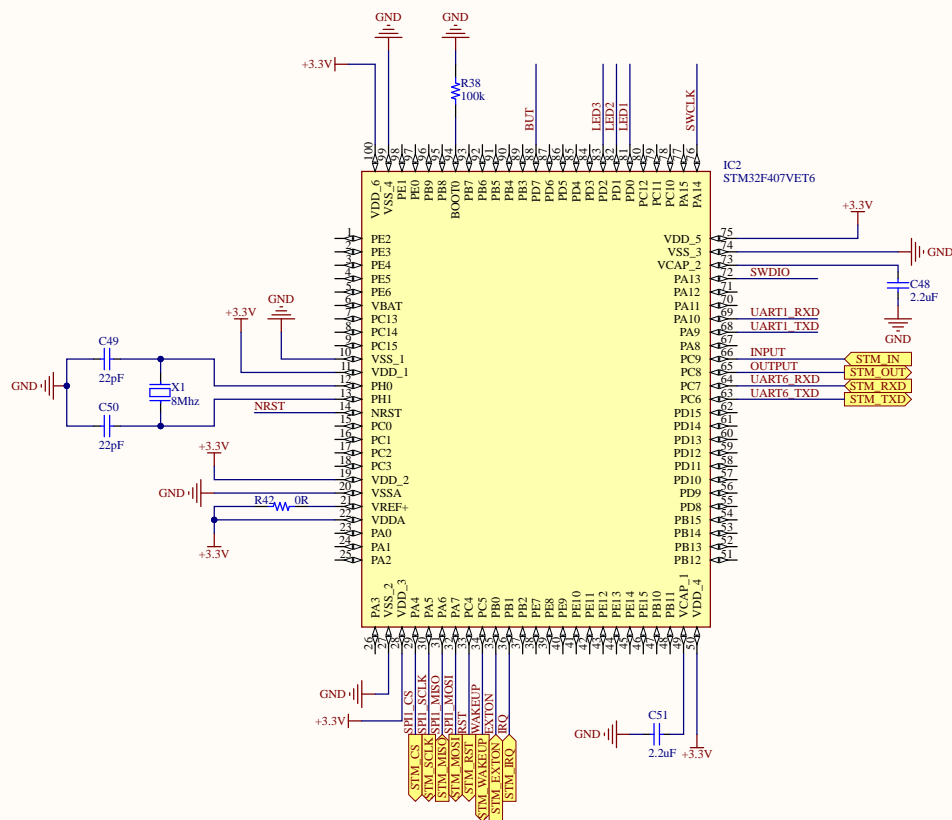 GND
GND
+3.3V
R38
100k
BUT
LED3
LED2
LED1
SWCLK
100
99
98
97
96
95
94
93
92
91
90
89
88
87
86
85
84
83
82
81
80
79
78
77
76
IC2
STM32F407VET6
VDD_6
VSS_4
PE1
PE0
PB9
PB8
BOOT0
PB7
PB6
PB5
PB4
PB3
PD7
PD6
PD5
PD4
PD3
PD2
PD1
PD0
PC12
PC11
PC10
PA15
PA14
1 PE2
2 PE3
3 PE4
4 PE5
5 PE6
6 VBAT
7 PC13
8 PC14
9 PC15
10 VSS_1
11 VDD_1
12 PH0
13 PH1
14 NRST
15 PC0
16 PC1
17 PC2
18 PC3
19 VDD_2
20 VSSA
21 VREF+
22 VDDA
23 PA0
24 PA1
25 PA2
GND
+3.3V
C49
22pF
GND
X1
8Mhz
C50
22pF
NRST
+3.3V
GND
R42
0R
+3.3V
VDD_5 75
VSS_3 74
VCAP_2 73
PA13 72
PA12 71
PA11 70
PA10 69
PA9 68
PA8 67
PC9 66
PC8 65
PC7 64
PC6 63
PD15 62
PD14 61
PD13 60
PD12 59
PD11 58
PD10 57
PD9 56
PD8 55
PB15 54
PB14 53
PB13 52
PB12 51
+3.3V
GND
SWDIO
C48
2.2uF
GND
UART1_RXD
UART1_TXD
INPUT
STM_IN
OUTPUT
STM_OUT
UART6_RXD
STM_RXD
UART6_TXD
STM_TXD
PA3
VSS_2
VDD_3
PA4
PA5
PA6
PA7
PC4
PC5
PB0
PB1
PB2
PE7
PE8
PE9
PE10
PE11
PE12
PE13
PE14
PE15
PB10
PB11
VCAP_1
VDD_4
26
27
28
29
30
31
32
33
34
35
36
37
38
39
40
41
42
43
44
45
46
47
48
49
50
GND
+3.3V
SPI1_CS
SPI1_SCLK
SPI1_MISO
SPI1_MOSI
RST
WAKEUP
EXTON
IRQ
STM_CS
STM_SCLK
STM_MISO
STM_MOSI
STM_RST
STM_WAKEUP
STM_EXTON
STM_IRQ
GND
C51
2.2uF
+3.3V